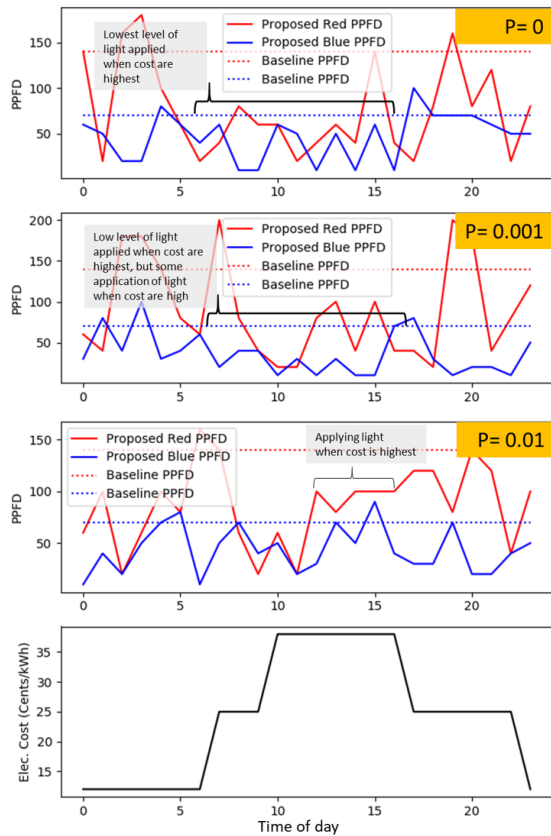 Lowest level of
light applied
when cost are
highest
Proposed Red PPFD
Proposed Blue PPFD
Baseline PPFD
Baseline PPFD
P= 0
PPFD
150
100
50
0
5
10
15
20
Low level of light
applied when cost are
highest, but some
application of light
when cost are high
Proposed Red PPFD
Proposed Blue PPFD
Baseline PPFD
Baseline PPFD
P= 0.001
PPFD
200
150
100
50
0
5
10
15
20
Proposed Red PPFD
Proposed Blue PPFD
Baseline PPFD
Baseline PPFD
Applying light
when cost is highest
P= 0.01
PPFD
150
100
50
0
5
10
15
20
Elec. Cost (Cents/kWh)
35
30
25
20
15
0
5
10
15
20
Time of day